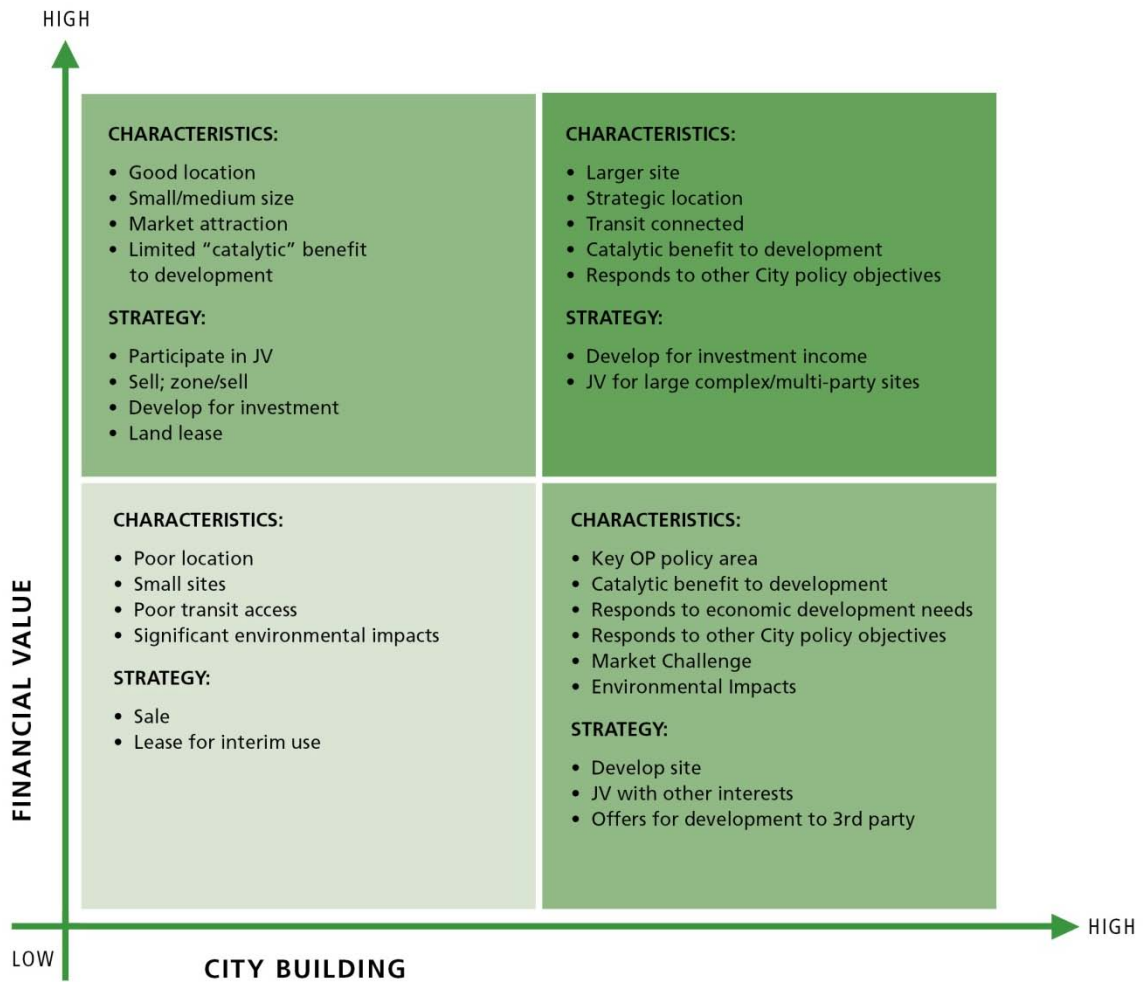 HIGH
CHARACTERISTICS:
• Good location
• Small/medium size
• Market attraction
• Limited “catalytic” benefit
to development
STRATEGY:
• Participate in JV
• Sell; zone/sell
• Develop for investment
• Land lease
CHARACTERISTICS:
• Larger site
• Strategic location
• Transit connected
• Catalytic benefit to development
• Responds to other City policy objectives
STRATEGY:
• Develop for investment income
• JV for large complex/multi-party sites
CHARACTERISTICS:
• Poor location
• Small sites
• Poor transit access
• Significant environmental impacts
STRATEGY:
• Sale
• Lease for interim use
CHARACTERISTICS:
• Key OP policy area
• Catalytic benefit to development
• Responds to economic development needs
• Responds to other City policy objectives
• Market Challenge
• Environmental Impacts
STRATEGY:
• Develop site
• JV with other interests
• Offers for development to 3rd party
FINANCIAL VALUE
HIGH
LOW
CITY BUILDING